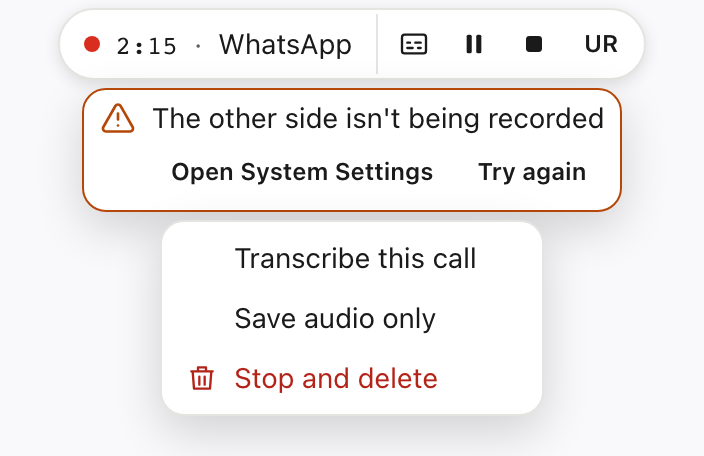 2:15 · WhatsApp UR
The other side isn't being recorded
Open System Settings Try again
Transcribe this call
Save audio only
Stop and delete